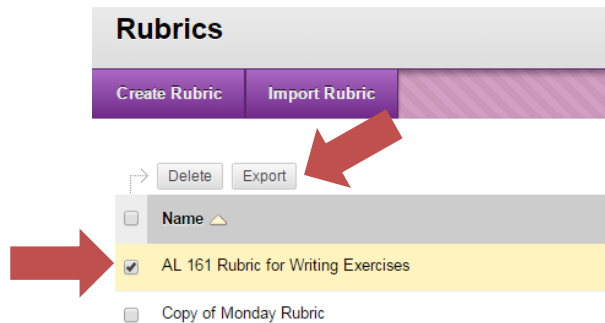 Rubrics
Create Rubric Import Rubric
Delete Export
Name
AL 161 Rubric for Writing Exercises
Copy of Monday Rubric